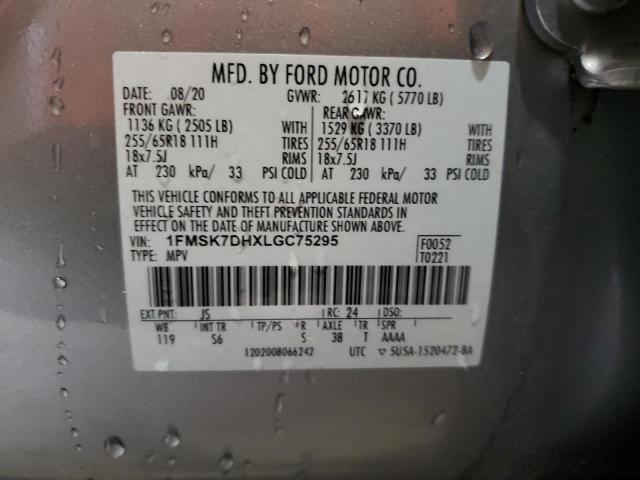 MFD. BY FORD MOTOR CO.
DATE: 08/20 GVWR: 2617 KG ( 5770 LB)
FRONT GAWR: REAR GAWR:
1136 KG ( 2505 LB) WITH 1529 KG ( 3370 LB) WITH
255/65R18 111H TIRES 255/65R18 111H TIRES
18x7.5J RIMS 18x7.5J RIMS
AT 230 kPa/ 33 PSI COLD AT 230 kPa/ 33 PSI COLD
THIS VEHICLE CONFORMS TO ALL APPLICABLE FEDERAL MOTOR
VEHICLE SAFETY AND THEFT PREVENTION STANDARDS IN
EFFECT ON THE DATE OF MANUFACTURE SHOWN ABOVE.
VIN: 1FMSK7DHXLGC75295 F0052
TYPE: MPV T0221
EXT PNT: JS RC: 24 DSO:
WB INT TR TP/PS R AXLE TR SPR
119 S6 S 38 T AAAA
1202008066242 UTC ▽ 5U5A-1520472-BA